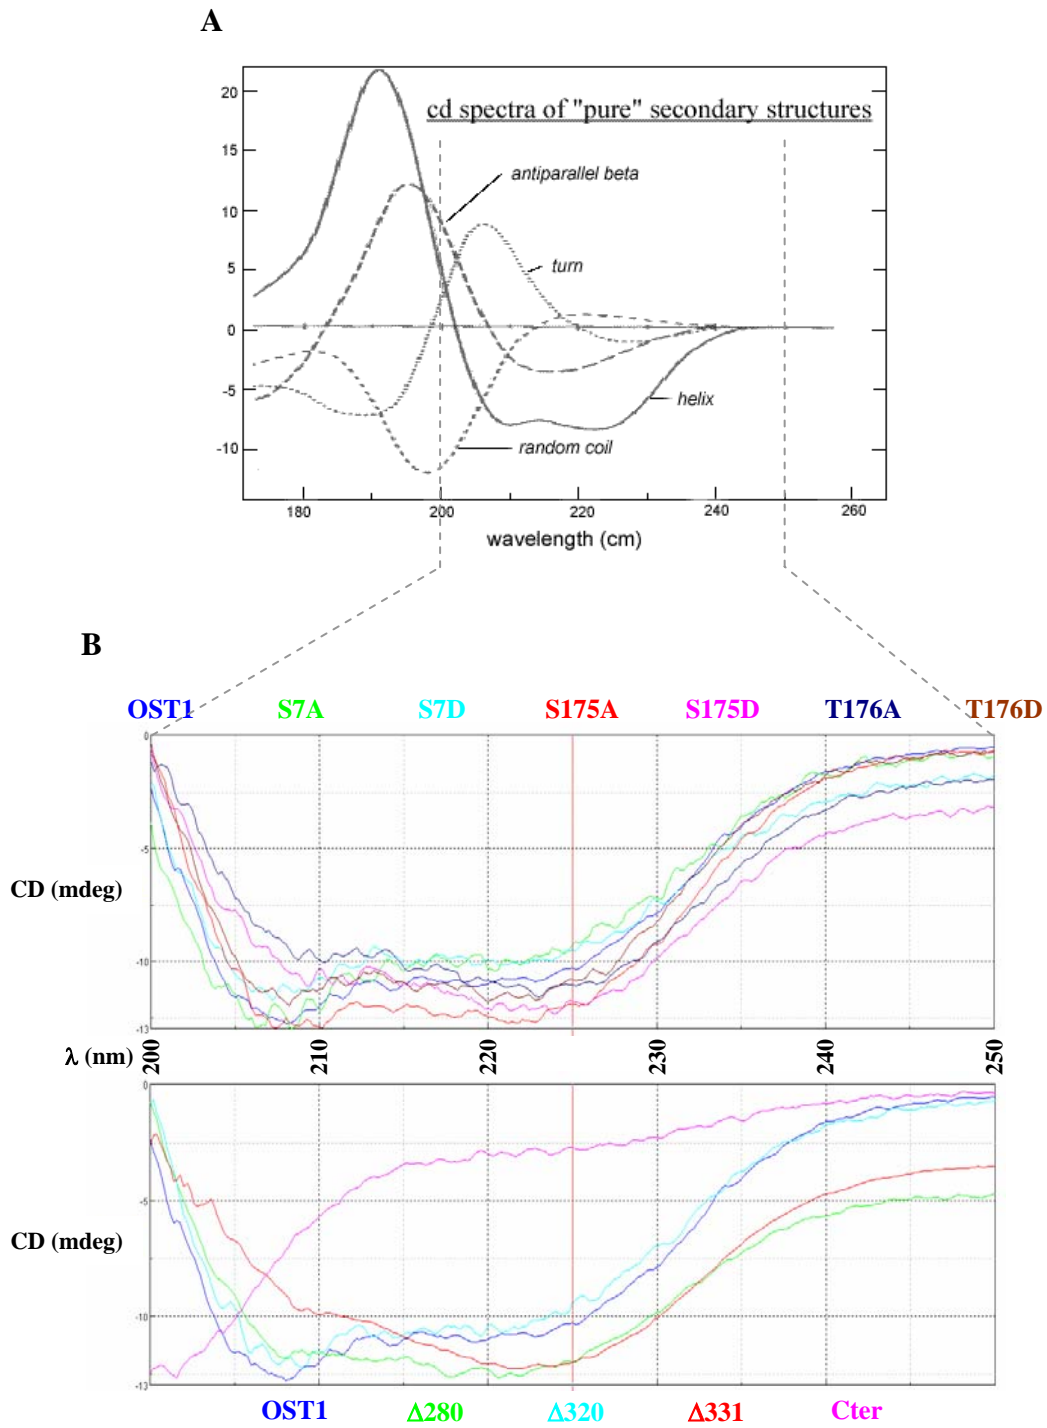 A
cd spectra of "pure" secondary structures
20
15
10
5
0
-5
-10
antiparallel beta
turn
helix
random coil
180 200 220 240 260
wavelength (cm)
B
OST1 S7A S7D S175A S175D T176A T176D
0
-5
CD (mdeg)
-10
-13
λ (nm) 200 210 220 230 240 250
0
-5
CD (mdeg)
-10
-13
OST1 Δ280 Δ320 Δ331 Cter